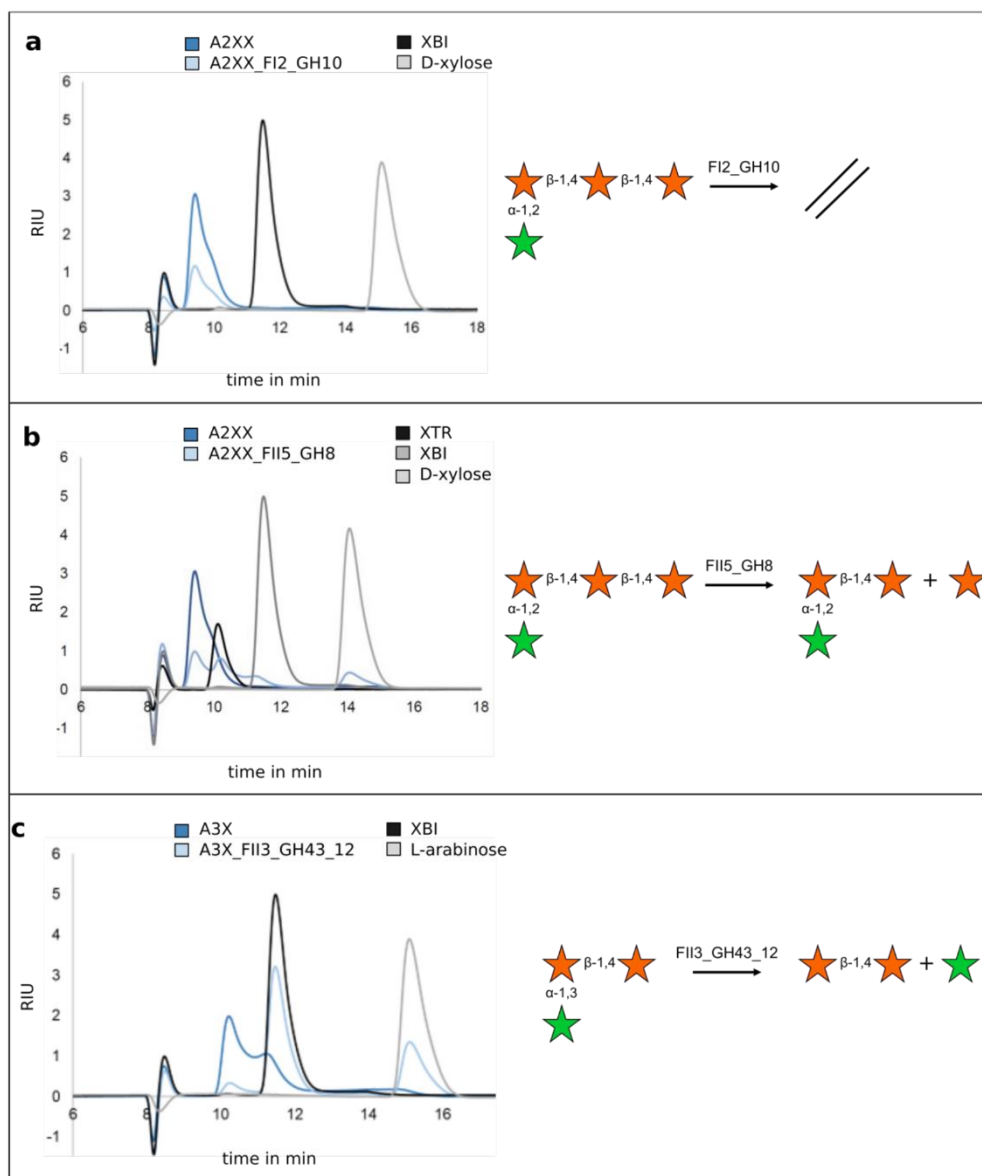 a
A2XX XBI
A2XX_FI2_GH10 D-xylose
6
5
4
3
2
1
0
-1
RIU
6 8 10 12 14 16 18
time in min
FI2_GH10
β-1,4 β-1,4
α-1,2
b
A2XX XTR
A2XX_FII5_GH8 XBI
D-xylose
6
5
4
3
2
1
0
-1
RIU
6 8 10 12 14 16 18
time in min
FII5_GH8
β-1,4 β-1,4 β-1,4 +
α-1,2 α-1,2
c
A3X XBI
A3X_FII3_GH43_12 L-arabinose
6
5
4
3
2
1
0
-1
RIU
6 8 10 12 14 16
time in min
FII3_GH43_12
β-1,4 β-1,4 +
α-1,3